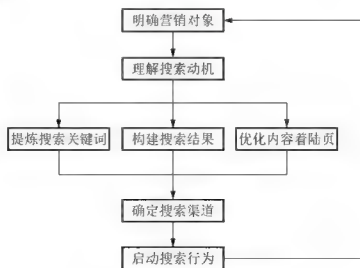 明确营销对象
理解搜索动机
提炼搜索关键词
构建搜索结果
优化内容着陆页
确定搜索渠道
启动搜索行为